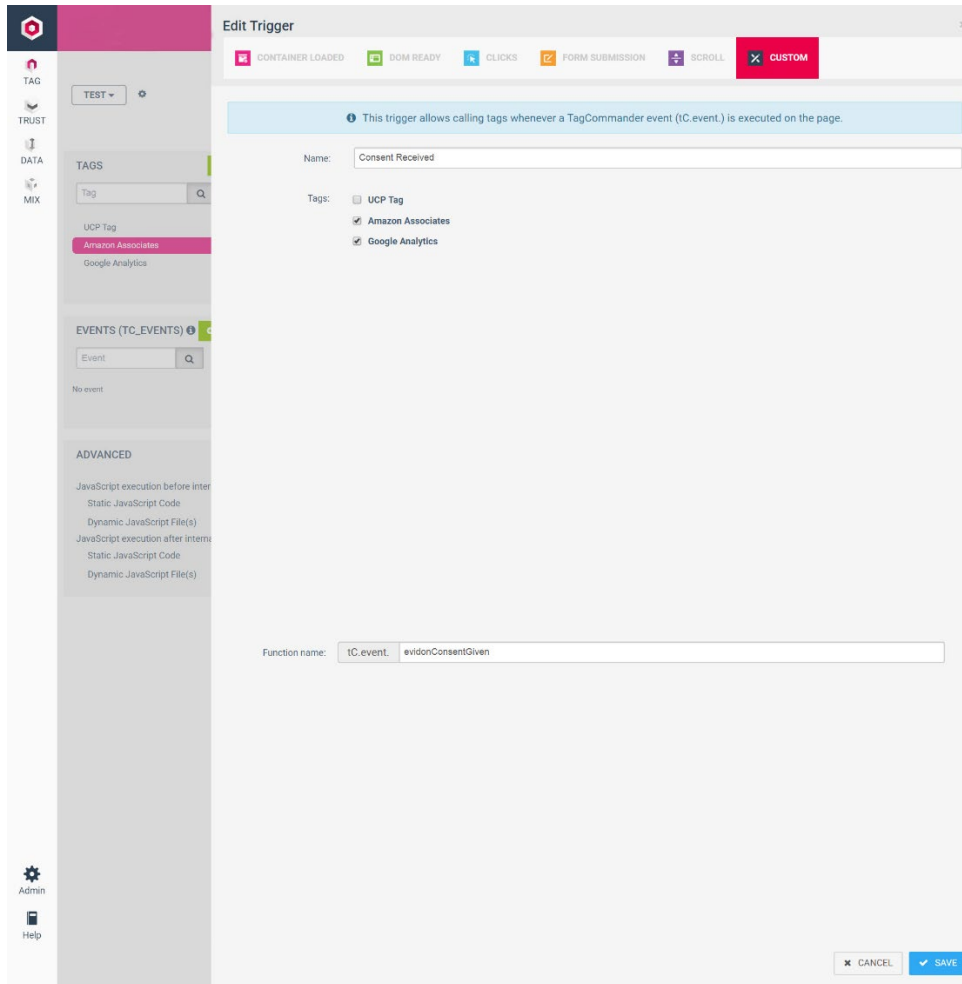 Edit Trigger
CONTAINER LOADED
DOM READY
CLICKS
FORM SUBMISSION
SCROLL
CUSTOM
TAG
TRUST
DATA
MIX
TEST
This trigger allows calling tags whenever a TagCommander event (tC.event.) is executed on the page.
Name: Consent Received
Tags:
UCP Tag
Amazon Associates
Google Analytics
TAGS
Tag
UCP Tag
Amazon Associates
Google Analytics
EVENTS (TC_EVENTS)
Event
No event
ADVANCED
JavaScript execution before inter
Static JavaScript Code
Dynamic JavaScript File(s)
JavaScript execution after interna
Static JavaScript Code
Dynamic JavaScript File(s)
Function name: tC.event. evidonConsentGiven
Admin
Help
CANCEL
SAVE